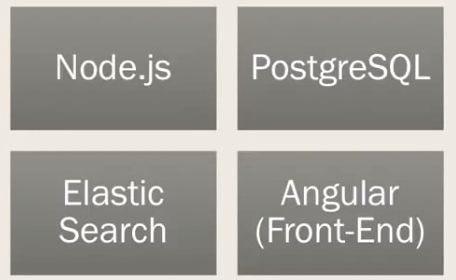 Node.js
PostgreSQL
Elastic
Search
Angular
(Front-End)